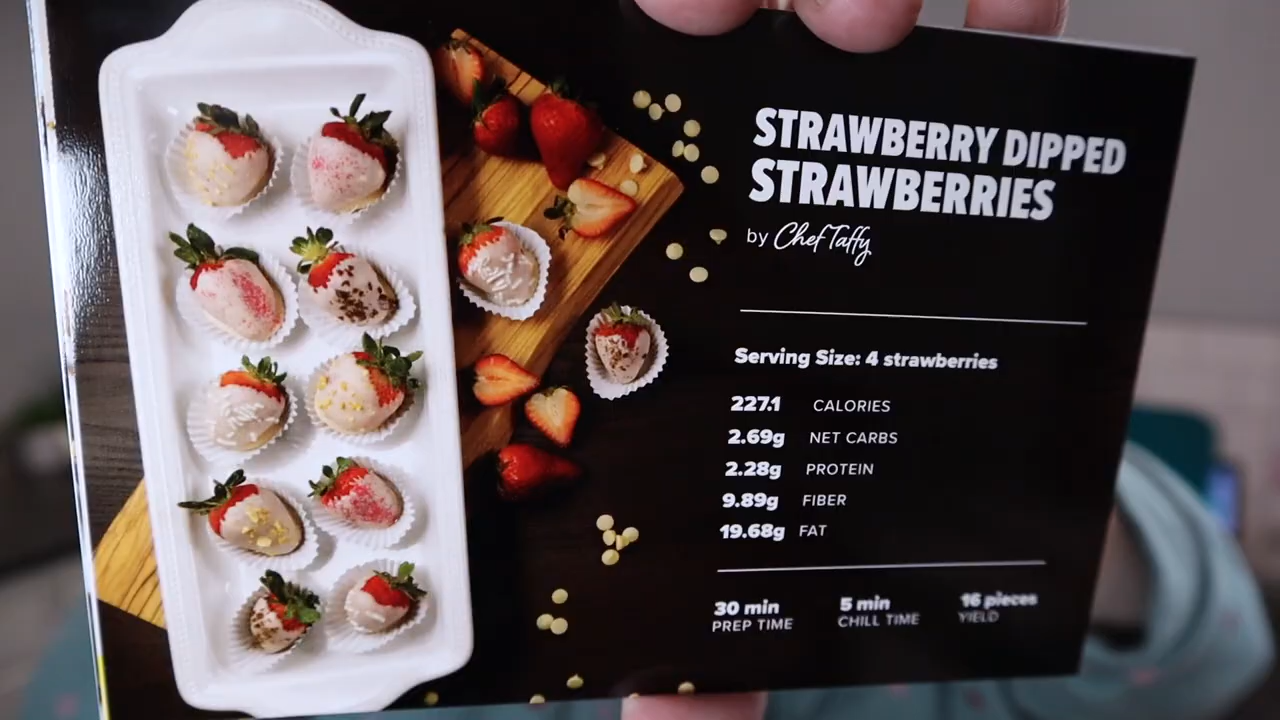 STRAWBERRY DIPPED
STRAWBERRIES
by Chef Taffy
Serving Size: 4 strawberries
227.1 CALORIES
2.69g NET CARBS
2.28g PROTEIN
9.89g FIBER
19.68g FAT
30 min 5 min 16 pieces
PREP TIME CHILL TIME YIELD